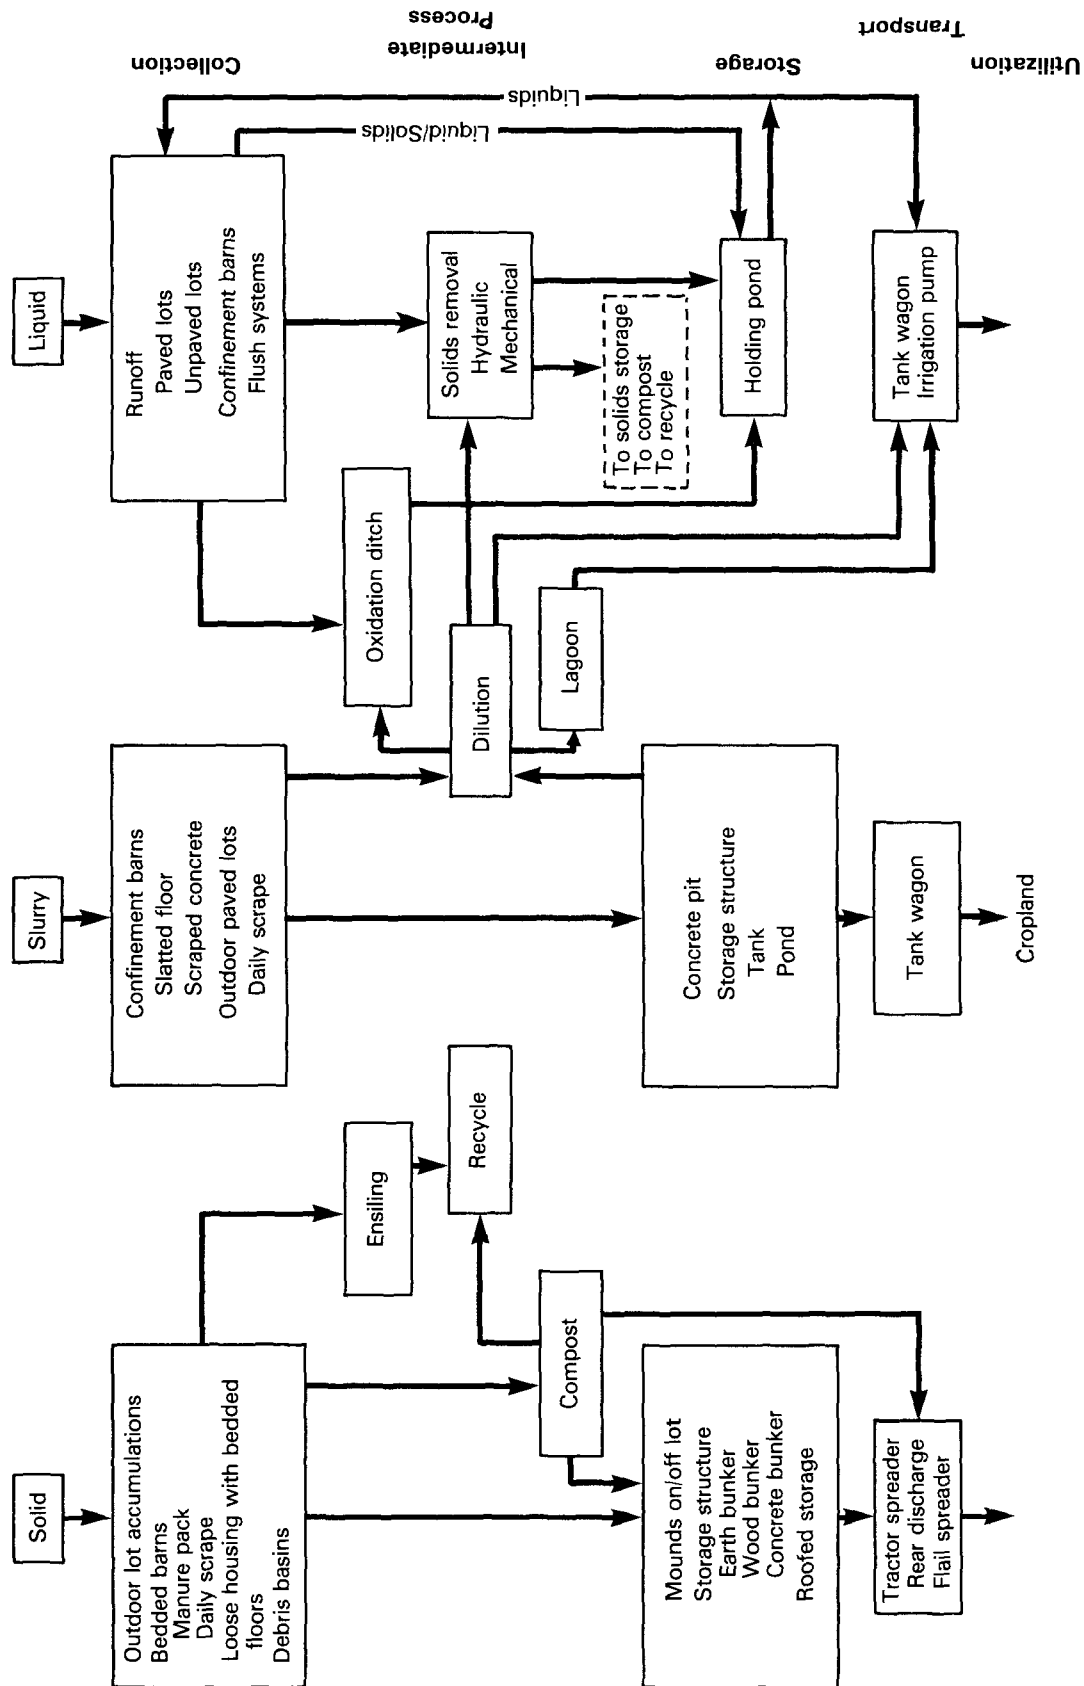 Solid
Outdoor lot accumulations
Bedded barns
Manure pack
Daily scrape
Loose housing with bedded
floors
Debris basins
Ensiling
Recycle
Compost
Mounds on/off lot
Storage structure
Earth bunker
Wood bunker
Concrete bunker
Roofed storage
Tractor spreader
Rear discharge
Flail spreader
Slurry
Confinement barns
Slatted floor
Scraped concrete
Outdoor paved lots
Daily scrape
Dilution
Concrete pit
Storage structure
Tank
Pond
Tank wagon
Cropland
Liquid
Runoff
Paved lots
Unpaved lots
Confinement barns
Flush systems
Oxidation ditch
Lagoon
Solids removal
Hydraulic
Mechanical
To solids storage
To compost
To recycle
Holding pond
Tank wagon
Irrigation pump
Liquid/Solids
Liquids
Collection
Intermediate
Process
Storage
Transport
Utilization